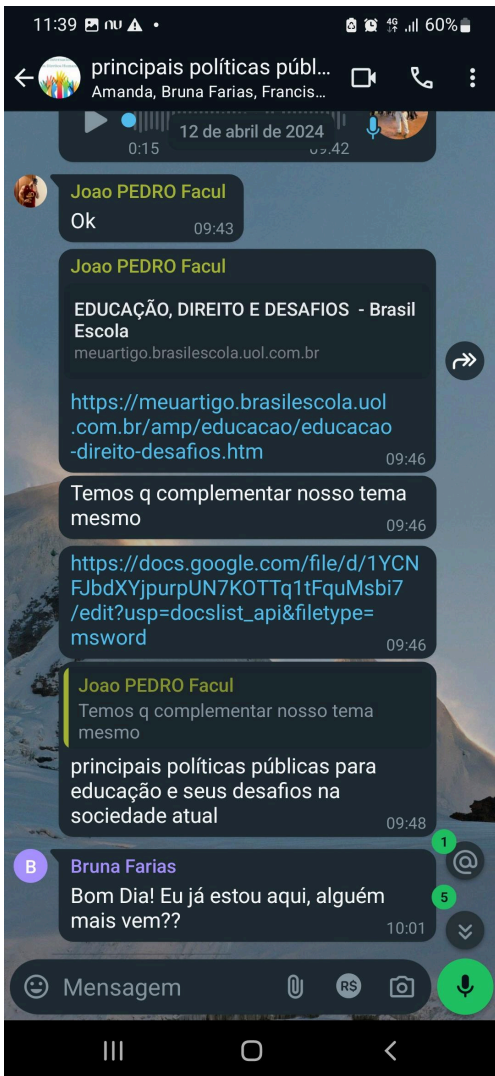 11:39
4G
60%
principais políticas públ...
Amanda, Bruna Farias, Francis...
12 de abril de 2024
0:15
09:42
Joao PEDRO Facul
Ok
09:43
Joao PEDRO Facul
EDUCAÇÃO, DIREITO E DESAFIOS - Brasil
Escola
meuartigo.brasilescola.uol.com.br
https://meuartigo.brasilescola.uol
.com.br/amp/educacao/educacao
-direito-desafios.htm
09:46
Temos q complementar nosso tema
mesmo
09:46
https://docs.google.com/file/d/1YCN
FJbdXYjpurpUN7KOTTq1tFquMsbi7
/edit?usp=docslist_api&filetype=
msword
09:46
Joao PEDRO Facul
Temos q complementar nosso tema
mesmo
principais políticas públicas para
educação e seus desafios na
sociedade atual
09:48
1
@
B
Bruna Farias
Bom Dia! Eu já estou aqui, alguém
mais vem??
10:01
5
Mensagem
R$